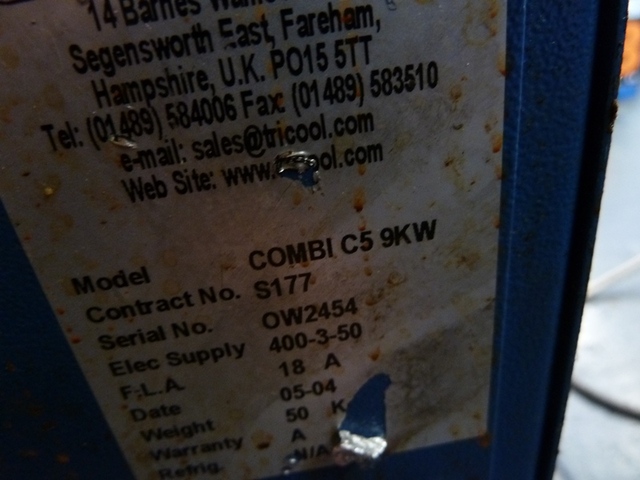 14 Barnes
Segensworth East, Fareham,
Hampshire, U.K. PO15 5TT
Tel: (01489) 584006 Fax: (01489) 583510
e-mail: sales@tricool.com
Web Site: www. ool.com
Model COMBI C5 9KW
Contract No. S177
Serial No. OW2454
Elec Supply 400-3-50
F.L.A. 18 A
Date 05-04
Weight 50 K
Warranty A
Refrig. N/A